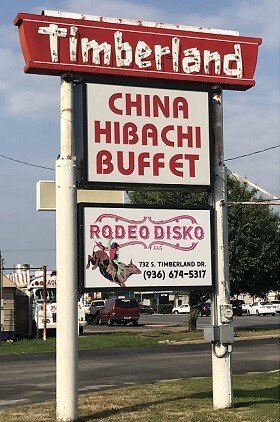 Timberland
CHINA
HIBACHI
BUFFET
RODEO DISKO
LLC
732 S. TIMBERLAND DR.
(936) 674-5317